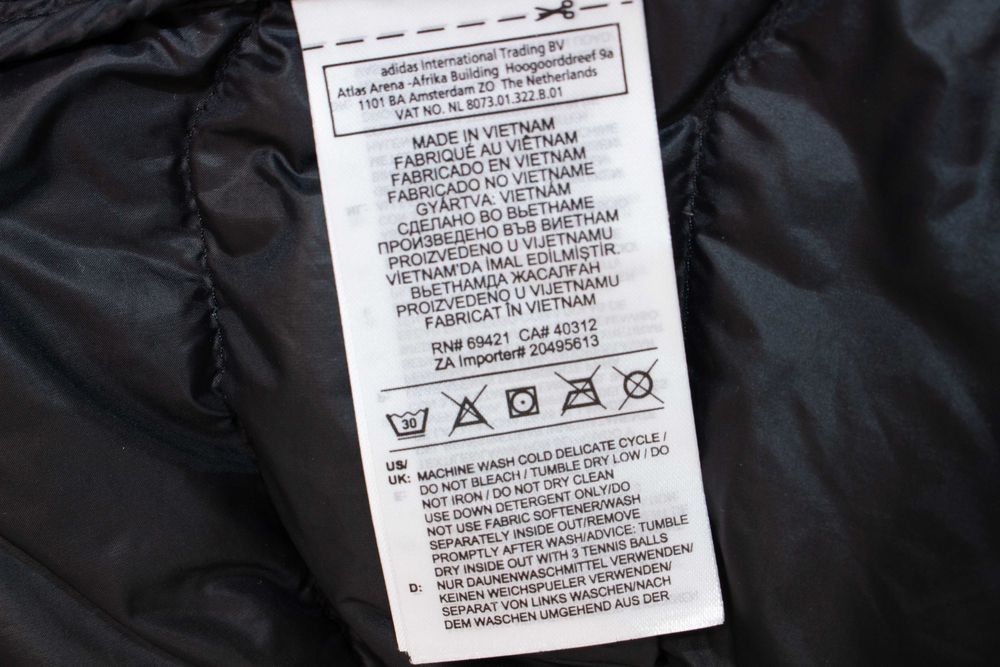 adidas International Trading BV
Atlas Arena -Afrika Building Hoogoorddreef 9a
1101 BA Amsterdam ZO The Netherlands
VAT NO. NL 8073.01.322.B.01
MADE IN VIETNAM
FABRIQUÉ AU VIÊTNAM
FABRICADO EN VIETNAM
FABRICADO NO VIETNAME
GYÁRTVA: VIETNÁM
СДЕЛАНО ВО ВЬЕТНАМЕ
ПРОИЗВЕДЕНО ВЪВ ВИЕТНАМ
PROIZVEDENO U VIJETNAMU
VİETNAM'DA İMAL EDİLMİŞTİR.
ВЬЕТНАМДА ЖАСАЛҒАН
PROIZVEDENO U VIJETNAMU
FABRICAT ÎN VIETNAM
RN# 69421 CA# 40312
ZA Importer# 20495613
30
US/
UK: MACHINE WASH COLD DELICATE CYCLE /
DO NOT BLEACH / TUMBLE DRY LOW / DO
NOT IRON / DO NOT DRY CLEAN
USE DOWN DETERGENT ONLY/DO
NOT USE FABRIC SOFTENER/WASH
SEPARATELY INSIDE OUT/REMOVE
PROMPTLY AFTER WASH/ADVICE: TUMBLE
DRY INSIDE OUT WITH 3 TENNIS BALLS
D: NUR DAUNENWASCHMITTEL VERWENDEN/
KEINEN WEICHSPUELER VERWENDEN/
SEPARAT VON LINKS WASCHEN/NACH
DEM WASCHEN UMGEHEND AUS DER